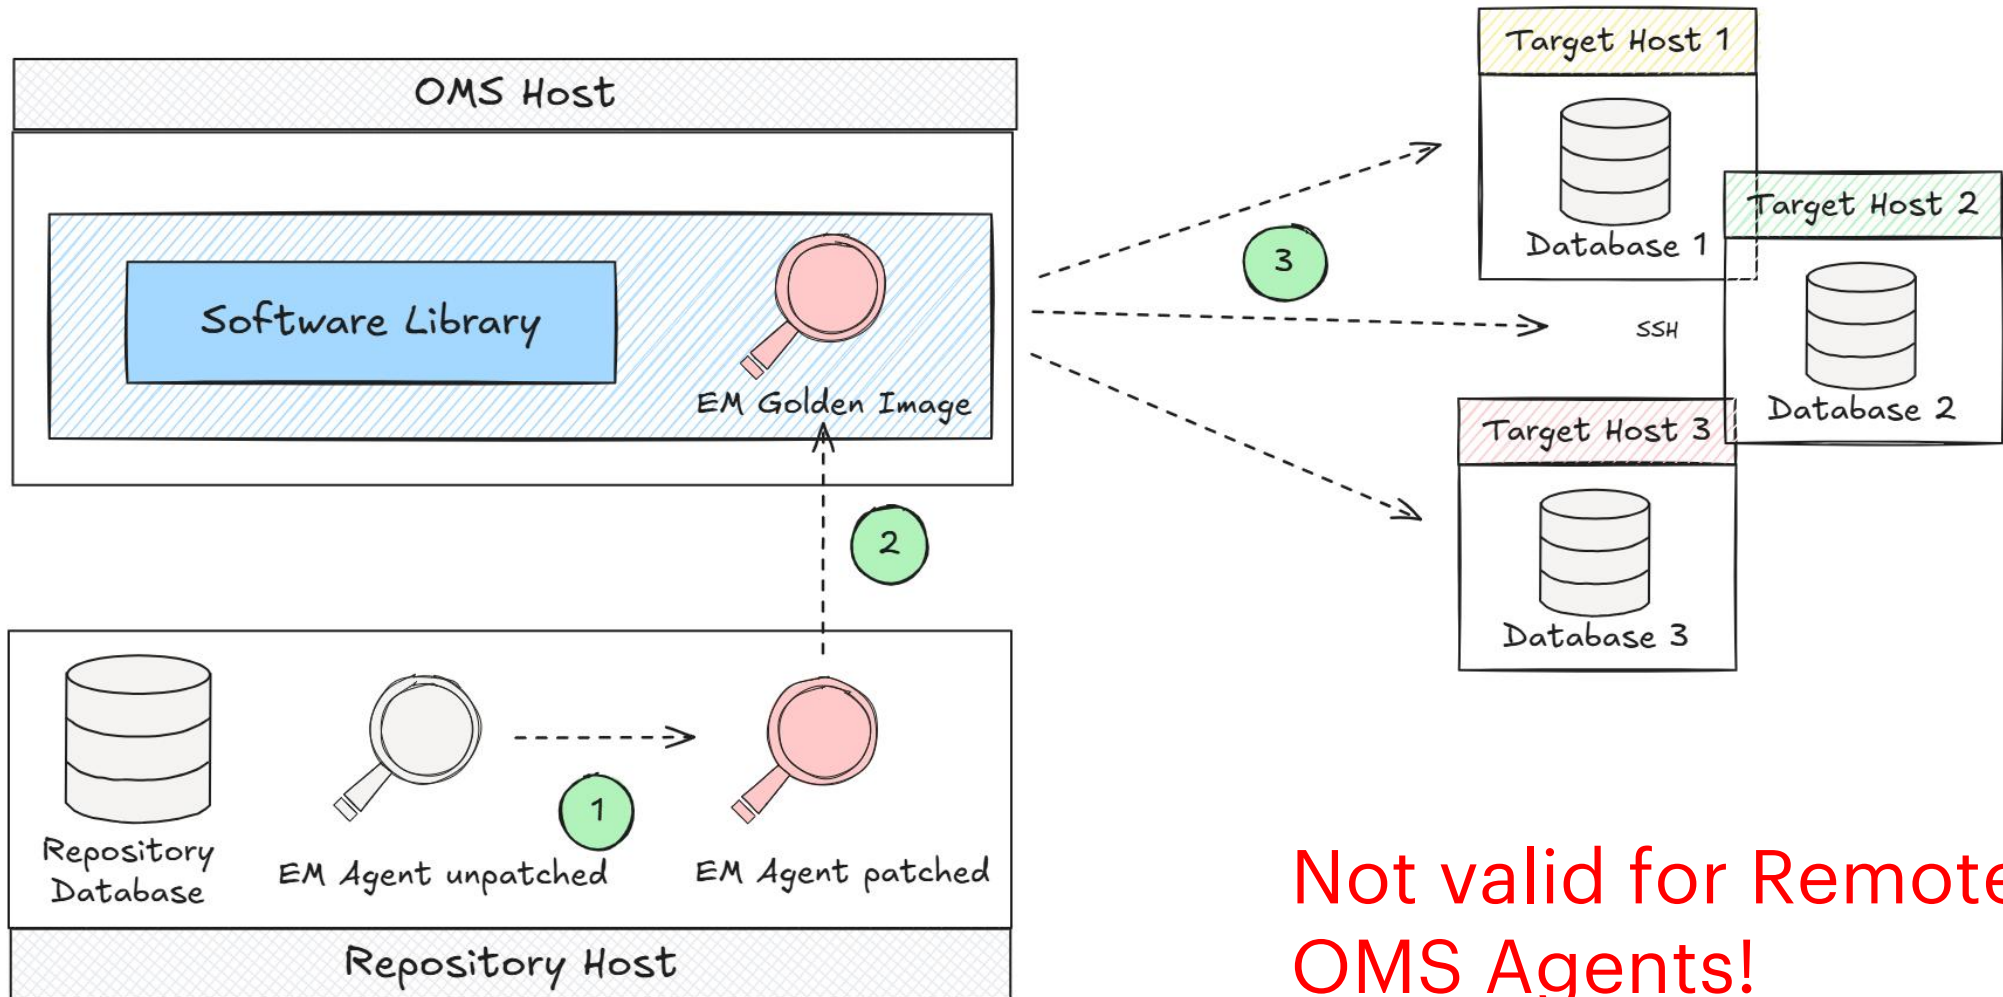 OMS Host
Software Library
EM Golden Image
2
Repository
Database
EM Agent unpatched
1
EM Agent patched
Repository Host
3
Target Host 1
Database 1
Target Host 2
SSH
Database 2
Target Host 3
Database 3
Not valid for Remote
OMS Agents!